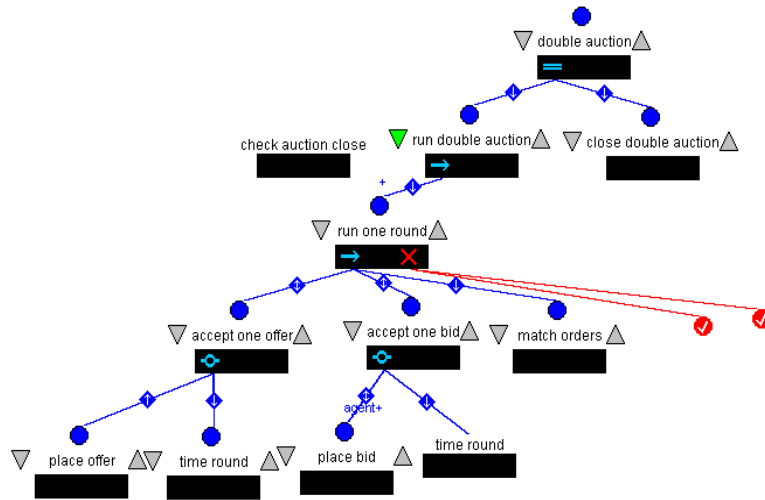 double auction
check auction close
run double auction
close double auction
+
run one round
accept one offer
accept one bid
match orders
agent+
place offer
time round
place bid
time round